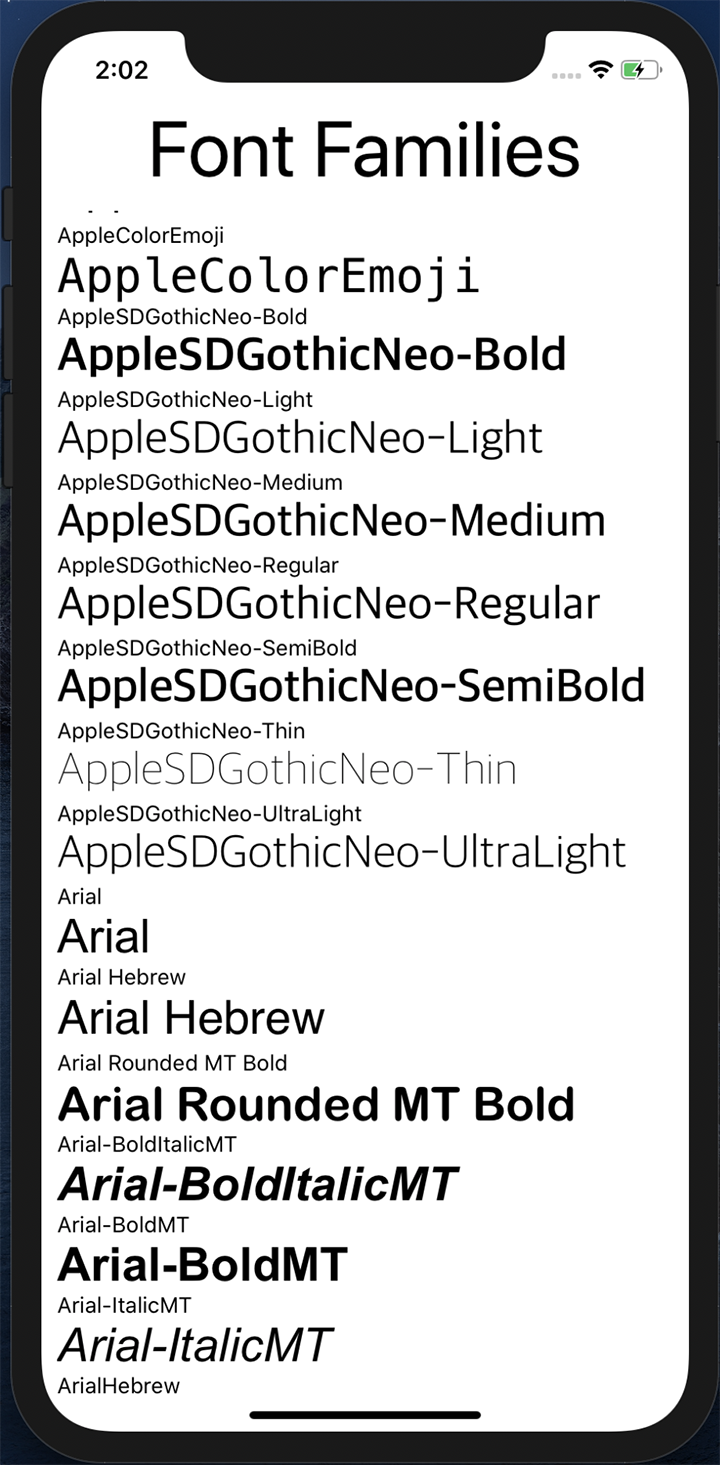 2:02
Font Families
AppleColorEmoji
AppleColorEmoji
AppleSDGothicNeo-Bold
AppleSDGothicNeo-Bold
AppleSDGothicNeo-Light
AppleSDGothicNeo-Light
AppleSDGothicNeo-Medium
AppleSDGothicNeo-Medium
AppleSDGothicNeo-Regular
AppleSDGothicNeo-Regular
AppleSDGothicNeo-SemiBold
AppleSDGothicNeo-SemiBold
AppleSDGothicNeo-Thin
AppleSDGothicNeo-Thin
AppleSDGothicNeo-UltraLight
AppleSDGothicNeo-UltraLight
Arial
Arial
Arial Hebrew
Arial Hebrew
Arial Rounded MT Bold
Arial Rounded MT Bold
Arial-BoldItalicMT
Arial-BoldItalicMT
Arial-BoldMT
Arial-BoldMT
Arial-ItalicMT
Arial-ItalicMT
ArialHebrew